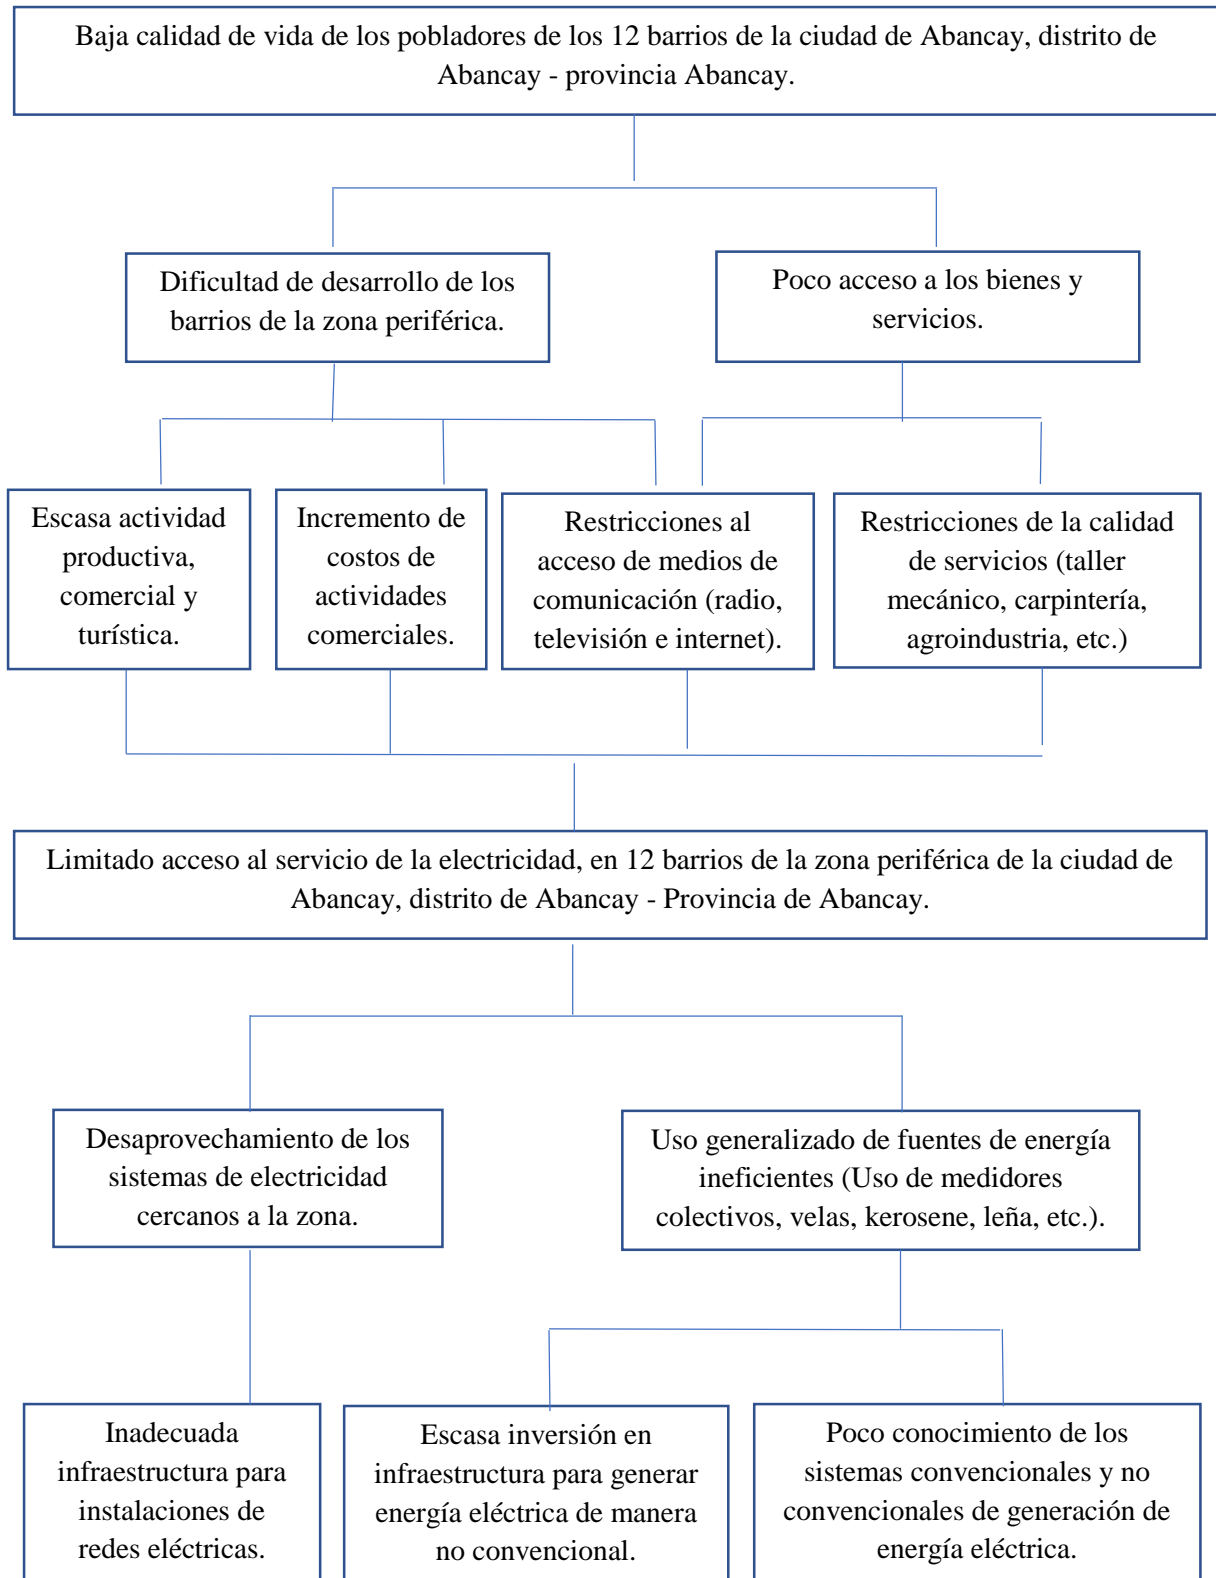 Baja calidad de vida de los pobladores de los 12 barrios de la ciudad de Abancay, distrito de
Abancay - provincia Abancay.
Dificultad de desarrollo de los
barrios de la zona periférica.
Poco acceso a los bienes y
servicios.
Escasa actividad
productiva,
comercial y
turística.
Incremento de
costos de
actividades
comerciales.
Restricciones al
acceso de medios de
comunicación (radio,
televisión e internet).
Restricciones de la calidad
de servicios (taller
mecánico, carpintería,
agroindustria, etc.)
Limitado acceso al servicio de la electricidad, en 12 barrios de la zona periférica de la ciudad de
Abancay, distrito de Abancay - Provincia de Abancay.
Desaprovechamiento de los
sistemas de electricidad
cercanos a la zona.
Uso generalizado de fuentes de energía
ineficientes (Uso de medidores
colectivos, velas, kerosene, leña, etc.).
Inadecuada
infraestructura para
instalaciones de
redes eléctricas.
Escasa inversión en
infraestructura para generar
energía eléctrica de manera
no convencional.
Poco conocimiento de los
sistemas convencionales y no
convencionales de generación de
energía eléctrica.